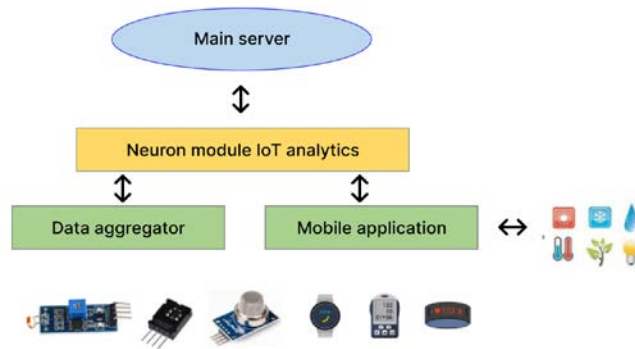 Main server
Neuron module IoT analytics
Data aggregator
Mobile application